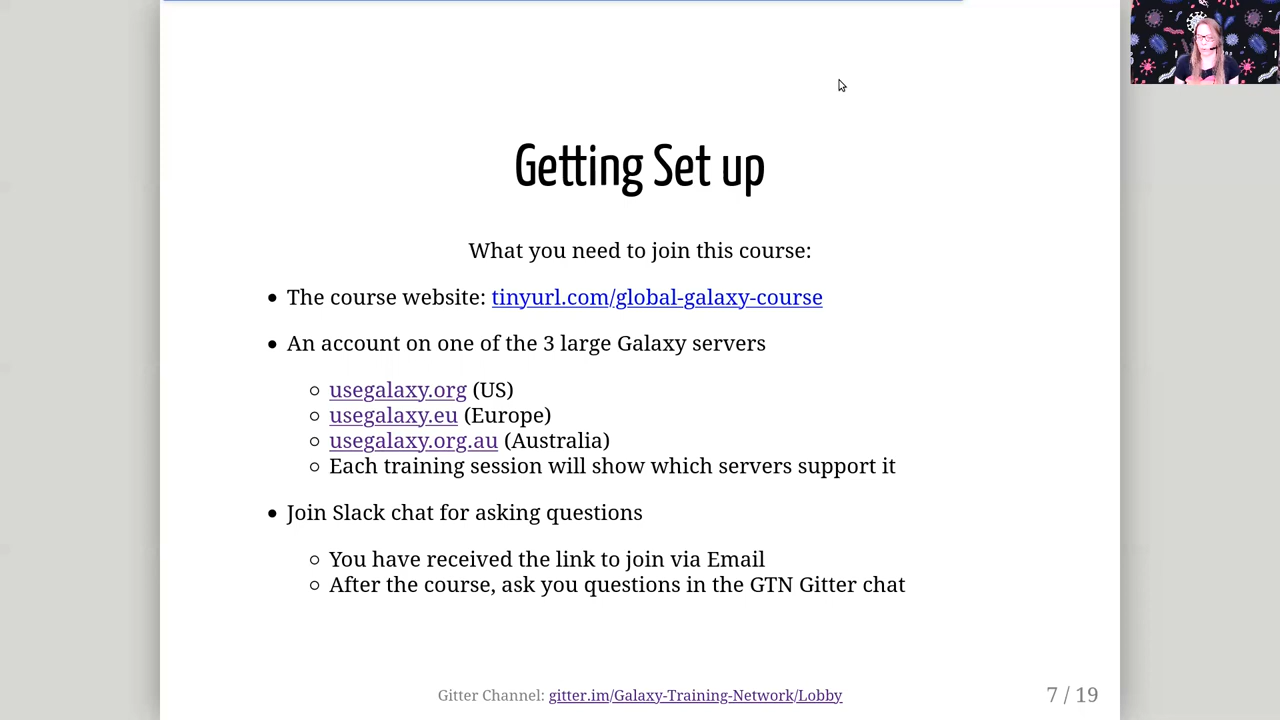 Getting Set up
What you need to join this course:
The course website: tinyurl.com/global-galaxy-course
An account on one of the 3 large Galaxy servers
usegalaxy.org (US)
usegalaxy.eu (Europe)
usegalaxy.org.au (Australia)
Each training session will show which servers support it
Join Slack chat for asking questions
You have received the link to join via Email
After the course, ask you questions in the GTN Gitter chat
Gitter Channel: gitter.im/Galaxy-Training-Network/Lobby
7 / 19